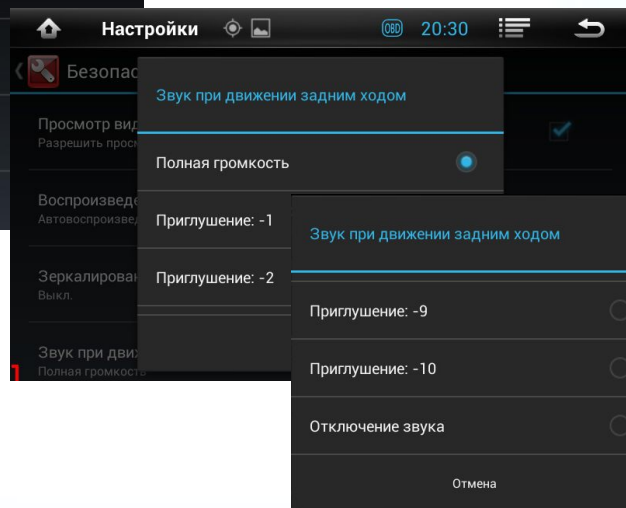 Настройки
OBD
20:30
Безопас
Просмотр вид
Разрешить просм
Воспроизведе
Автовоспроизвед
Зеркалирован
Выкл.
Звук при движ
Полная громкость
1
Звук при движении задним ходом
Полная громкость
Приглушение: -1
Приглушение: -2
Звук при движении задним ходом
Приглушение: -9
Приглушение: -10
Отключение звука
Отмена